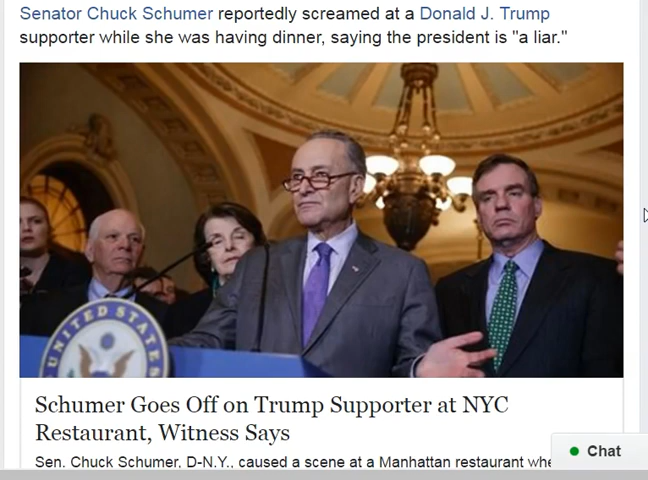 Senator Chuck Schumer reportedly screamed at a Donald J. Trump
supporter while she was having dinner, saying the president is "a liar."
UNITED STATES
Schumer Goes Off on Trump Supporter at NYC
Restaurant, Witness Says
Sen. Chuck Schumer, D-N.Y., caused a scene at a Manhattan restaurant
Chat